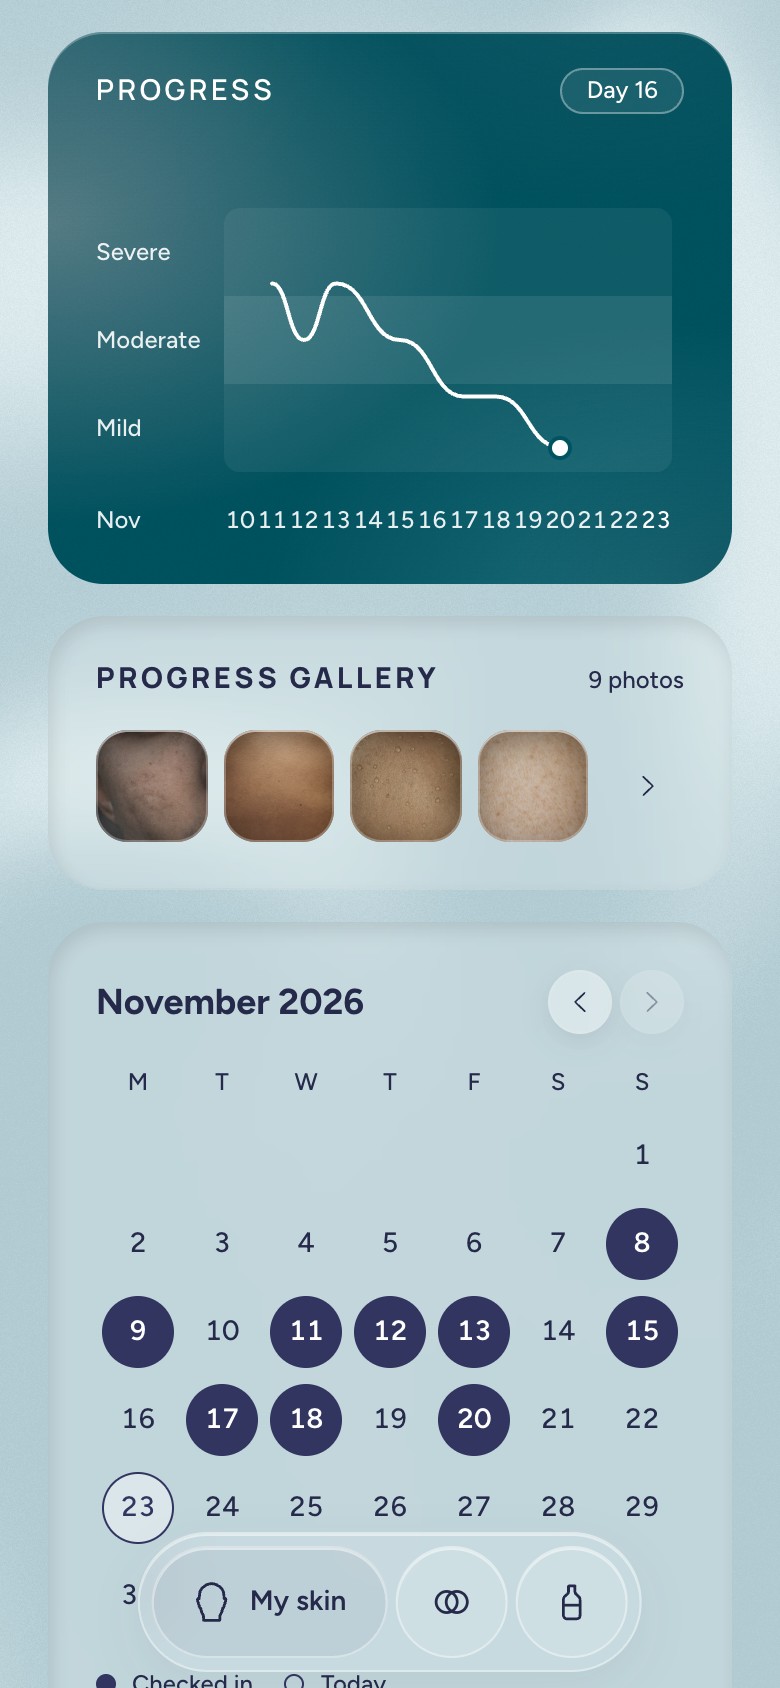 PROGRESS
Day 16
Severe
Moderate
Mild
Nov 10 11 12 13 14 15 16 17 18 19 20 21 22 23
PROGRESS GALLERY
9 photos
November 2026
M T W T F S S
1
2 3 4 5 6 7 8
9 10 11 12 13 14 15
16 17 18 19 20 21 22
23 24 25 26 27 28 29
3
My skin
Checked in Today